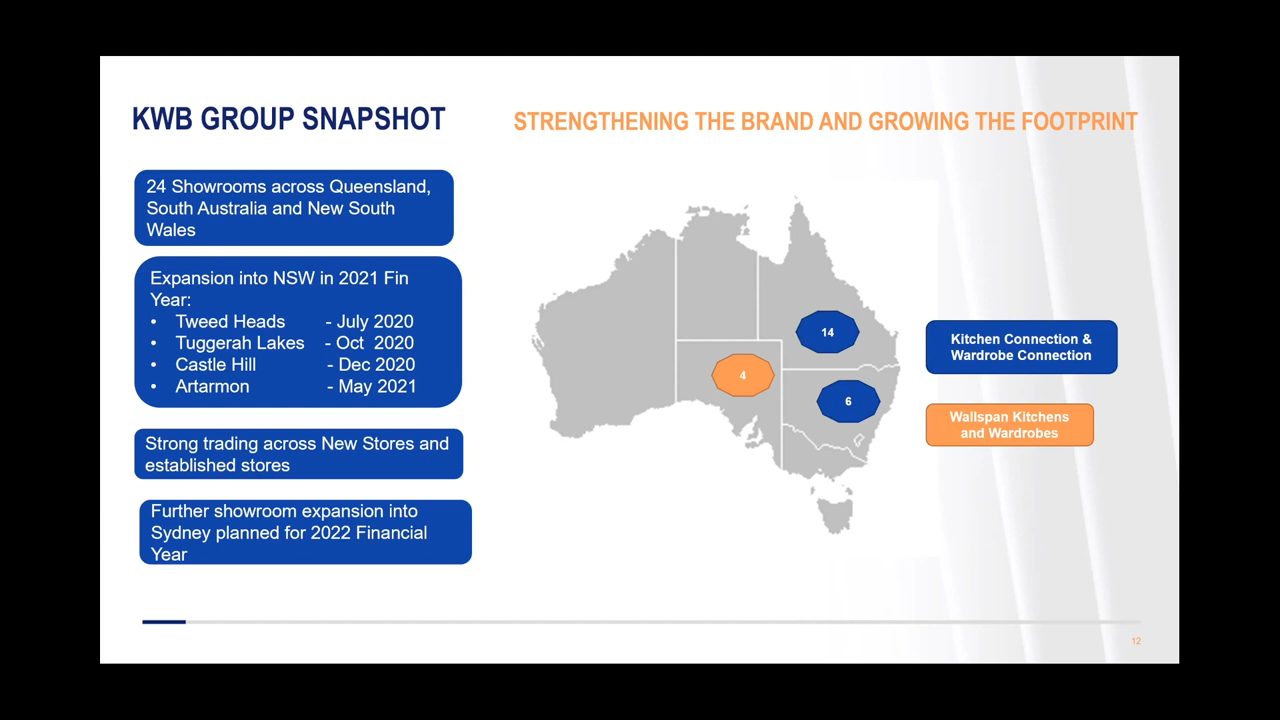 KWB GROUP SNAPSHOT
STRENGTHENING THE BRAND AND GROWING THE FOOTPRINT
24 Showrooms across Queensland,
South Australia and New South
Wales
Expansion into NSW in 2021 Fin
Year:
• Tweed Heads - July 2020
• Tuggerah Lakes - Oct 2020
• Castle Hill - Dec 2020
• Artarmon - May 2021
Strong trading across New Stores and
established stores
Further showroom expansion into
Sydney planned for 2022 Financial
Year
14
4
6
Kitchen Connection &
Wardrobe Connection
Wallspan Kitchens
and Wardrobes
12